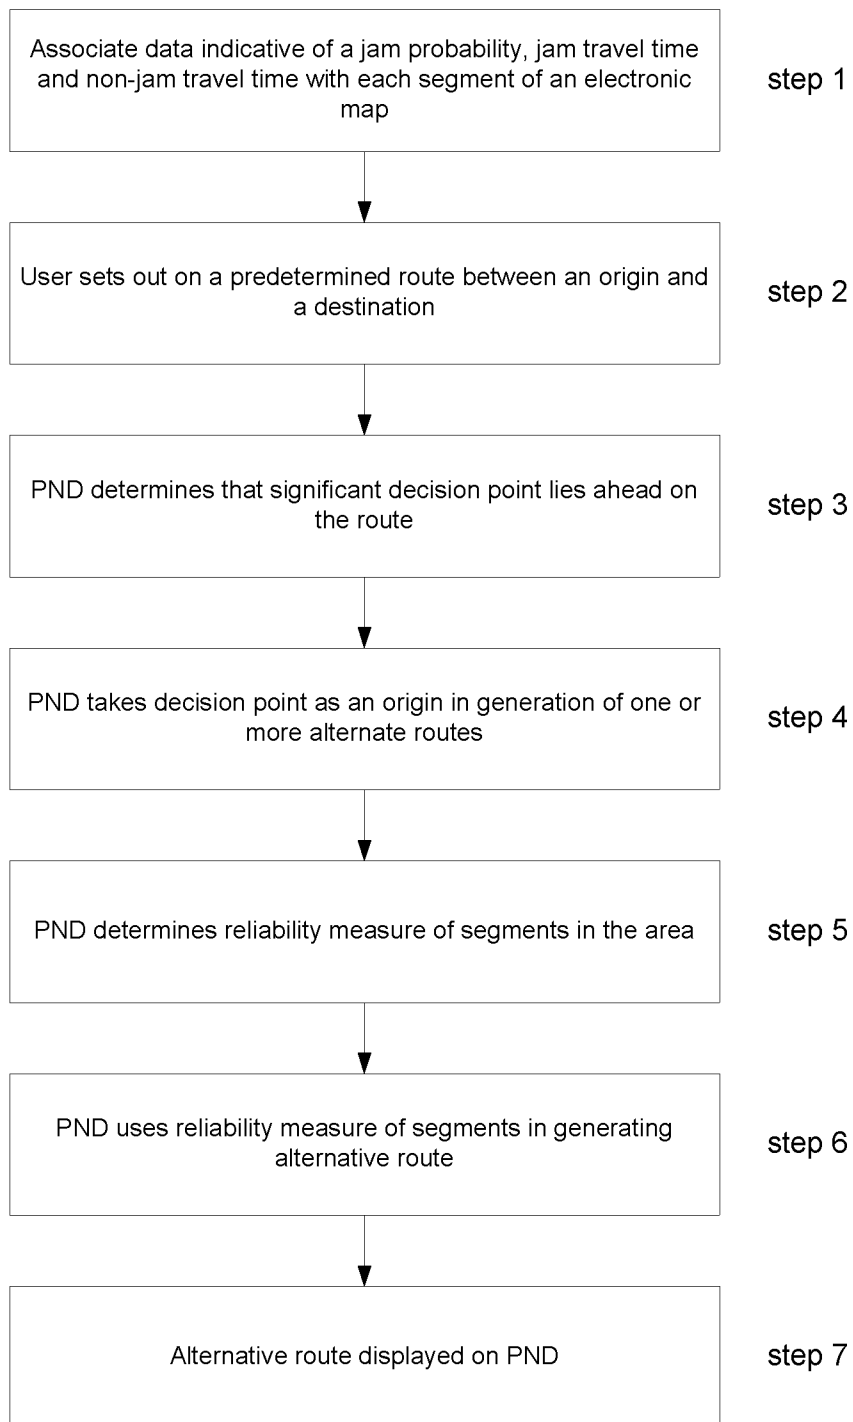 Associate data indicative of a jam probability, jam travel time
and non-jam travel time with each segment of an electronic
map
step 1
User sets out on a predetermined route between an origin and
a destination
step 2
PND determines that significant decision point lies ahead on
the route
step 3
PND takes decision point as an origin in generation of one or
more alternate routes
step 4
PND determines reliability measure of segments in the area
step 5
PND uses reliability measure of segments in generating
alternative route
step 6
Alternative route displayed on PND
step 7